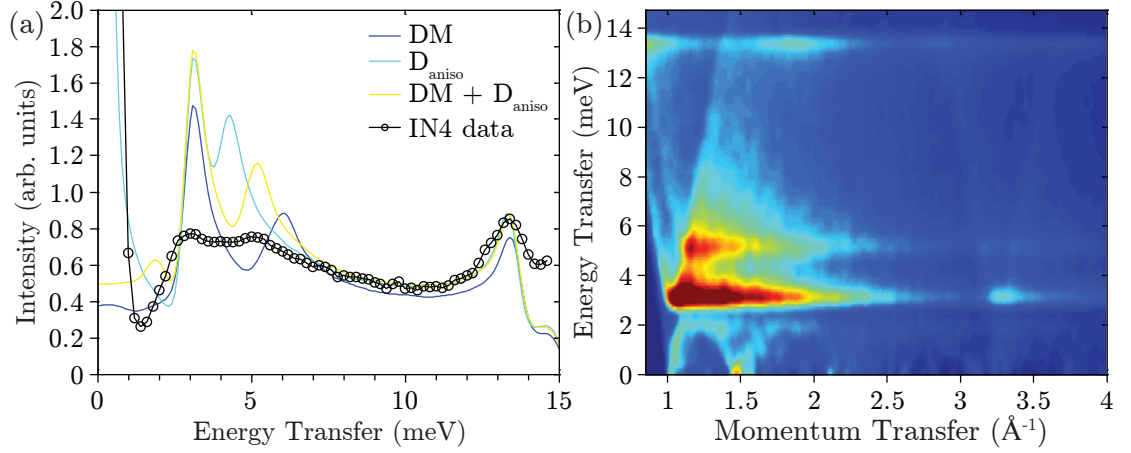 (a)
DM
D_aniso
DM + D_aniso
IN4 data
2.0
1.8
1.6
1.4
1.2
1.0
0.8
0.6
0.4
0.2
0
Intensity (arb. units)
0 5 10 15
Energy Transfer (meV)
(b)
14
12
10
8
6
4
2
0
Energy Transfer (meV)
1 1.5 2 2.5 3 3.5 4
Momentum Transfer (Å⁻¹)